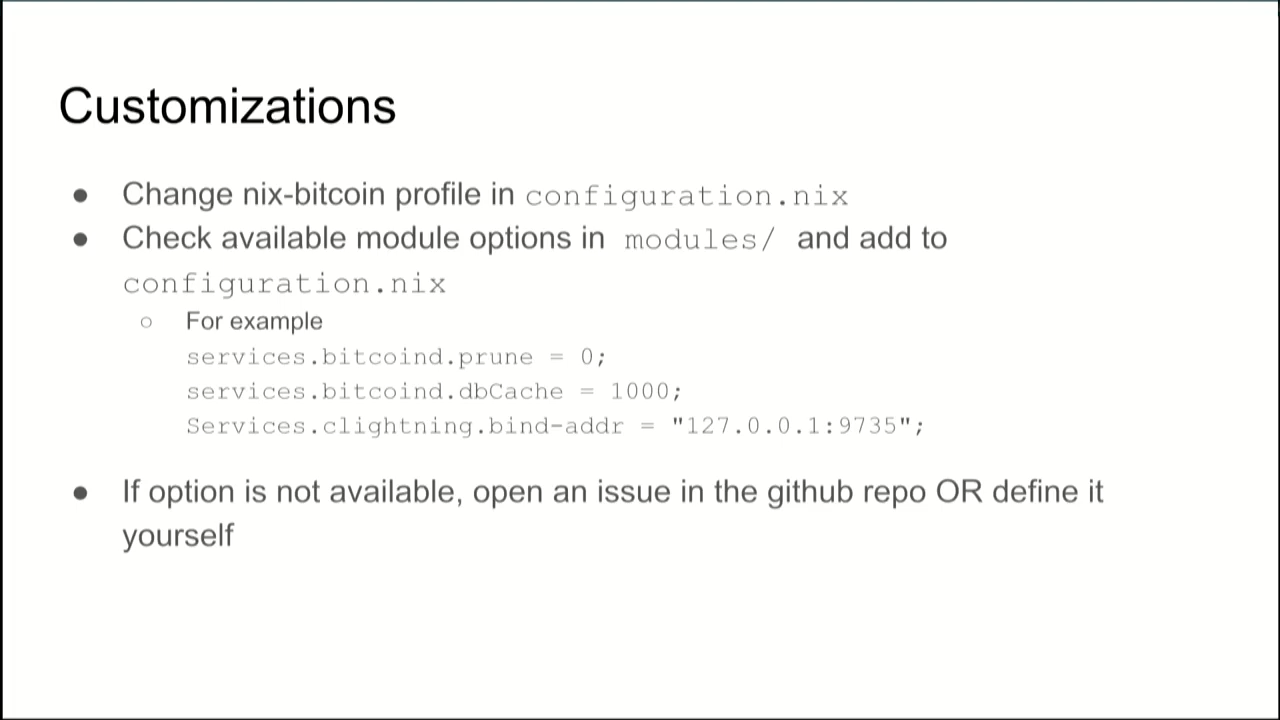 Customizations
● Change nix-bitcoin profile in configuration.nix
● Check available module options in modules/ and add to
configuration.nix
○ For example
services.bitcoind.prune = 0;
services.bitcoind.dbCache = 1000;
Services.clightning.bind-addr = "127.0.0.1:9735";
● If option is not available, open an issue in the github repo OR define it
yourself